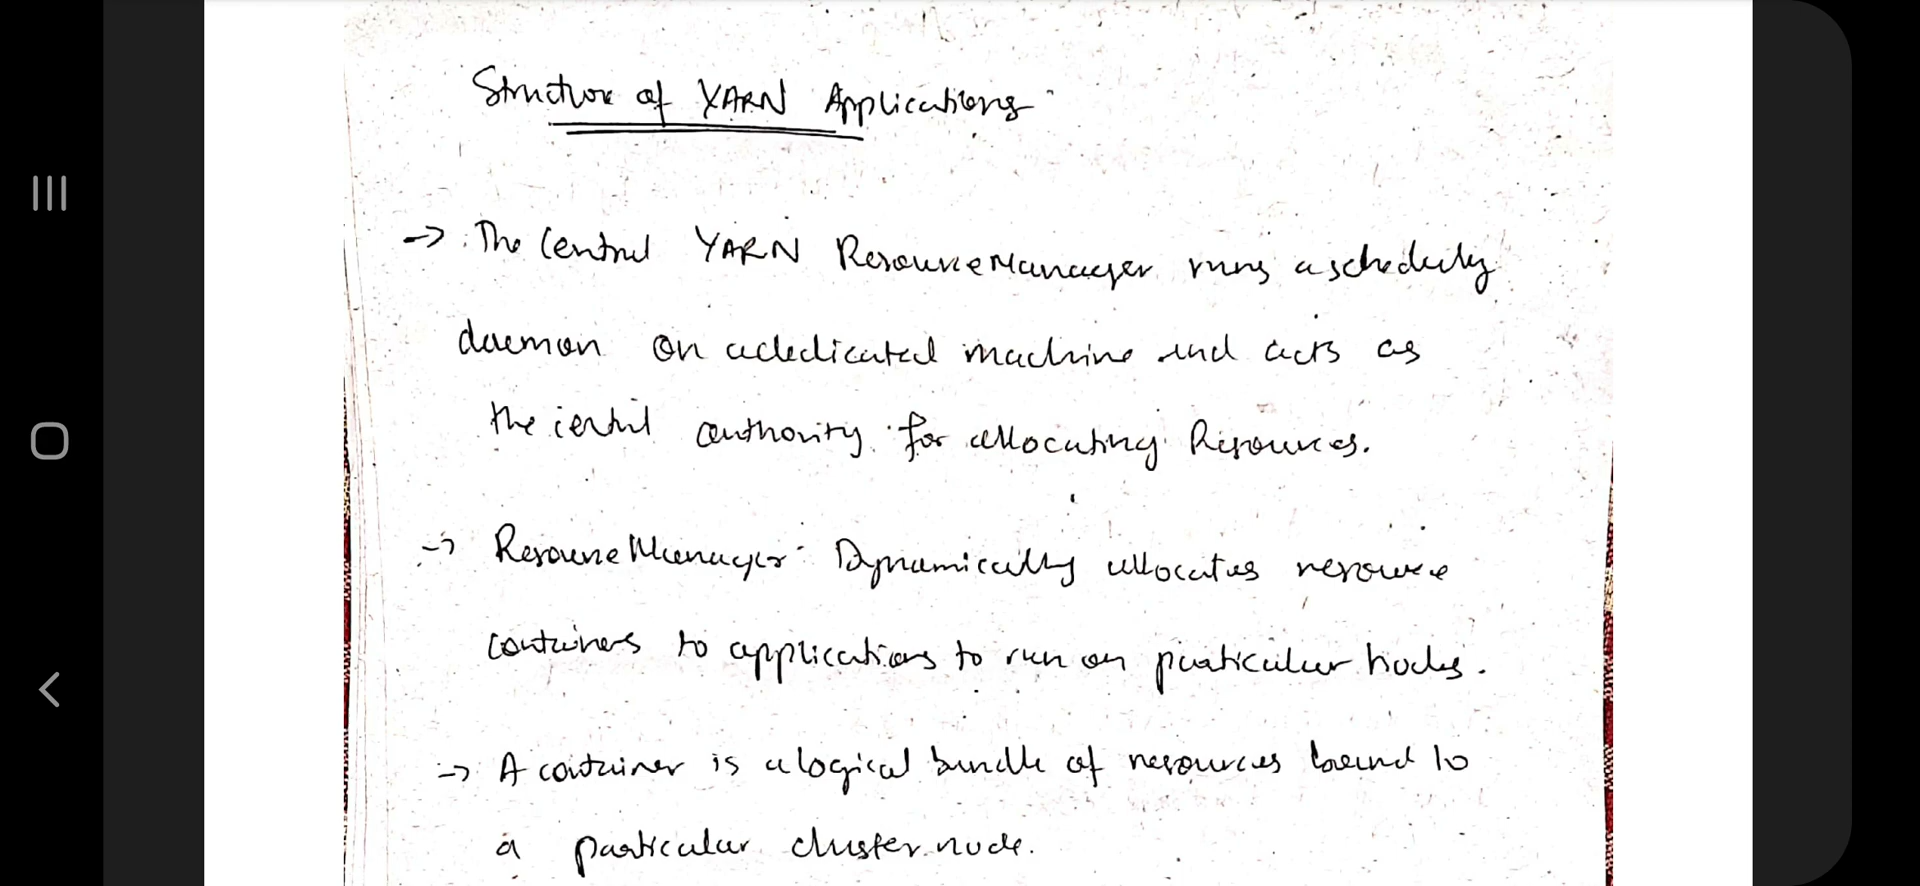 Structure of YARN Applications
→ The Central YARN ResourceManager runs a scheduling
daemon on a dedicated machine and acts as
the central authority for allocating Resources.
→ ResourceManager Dynamically allocates resource
containers to applications to run on particular nodes.
→ A container is a logical bundle of resources bound to
a particular cluster node.